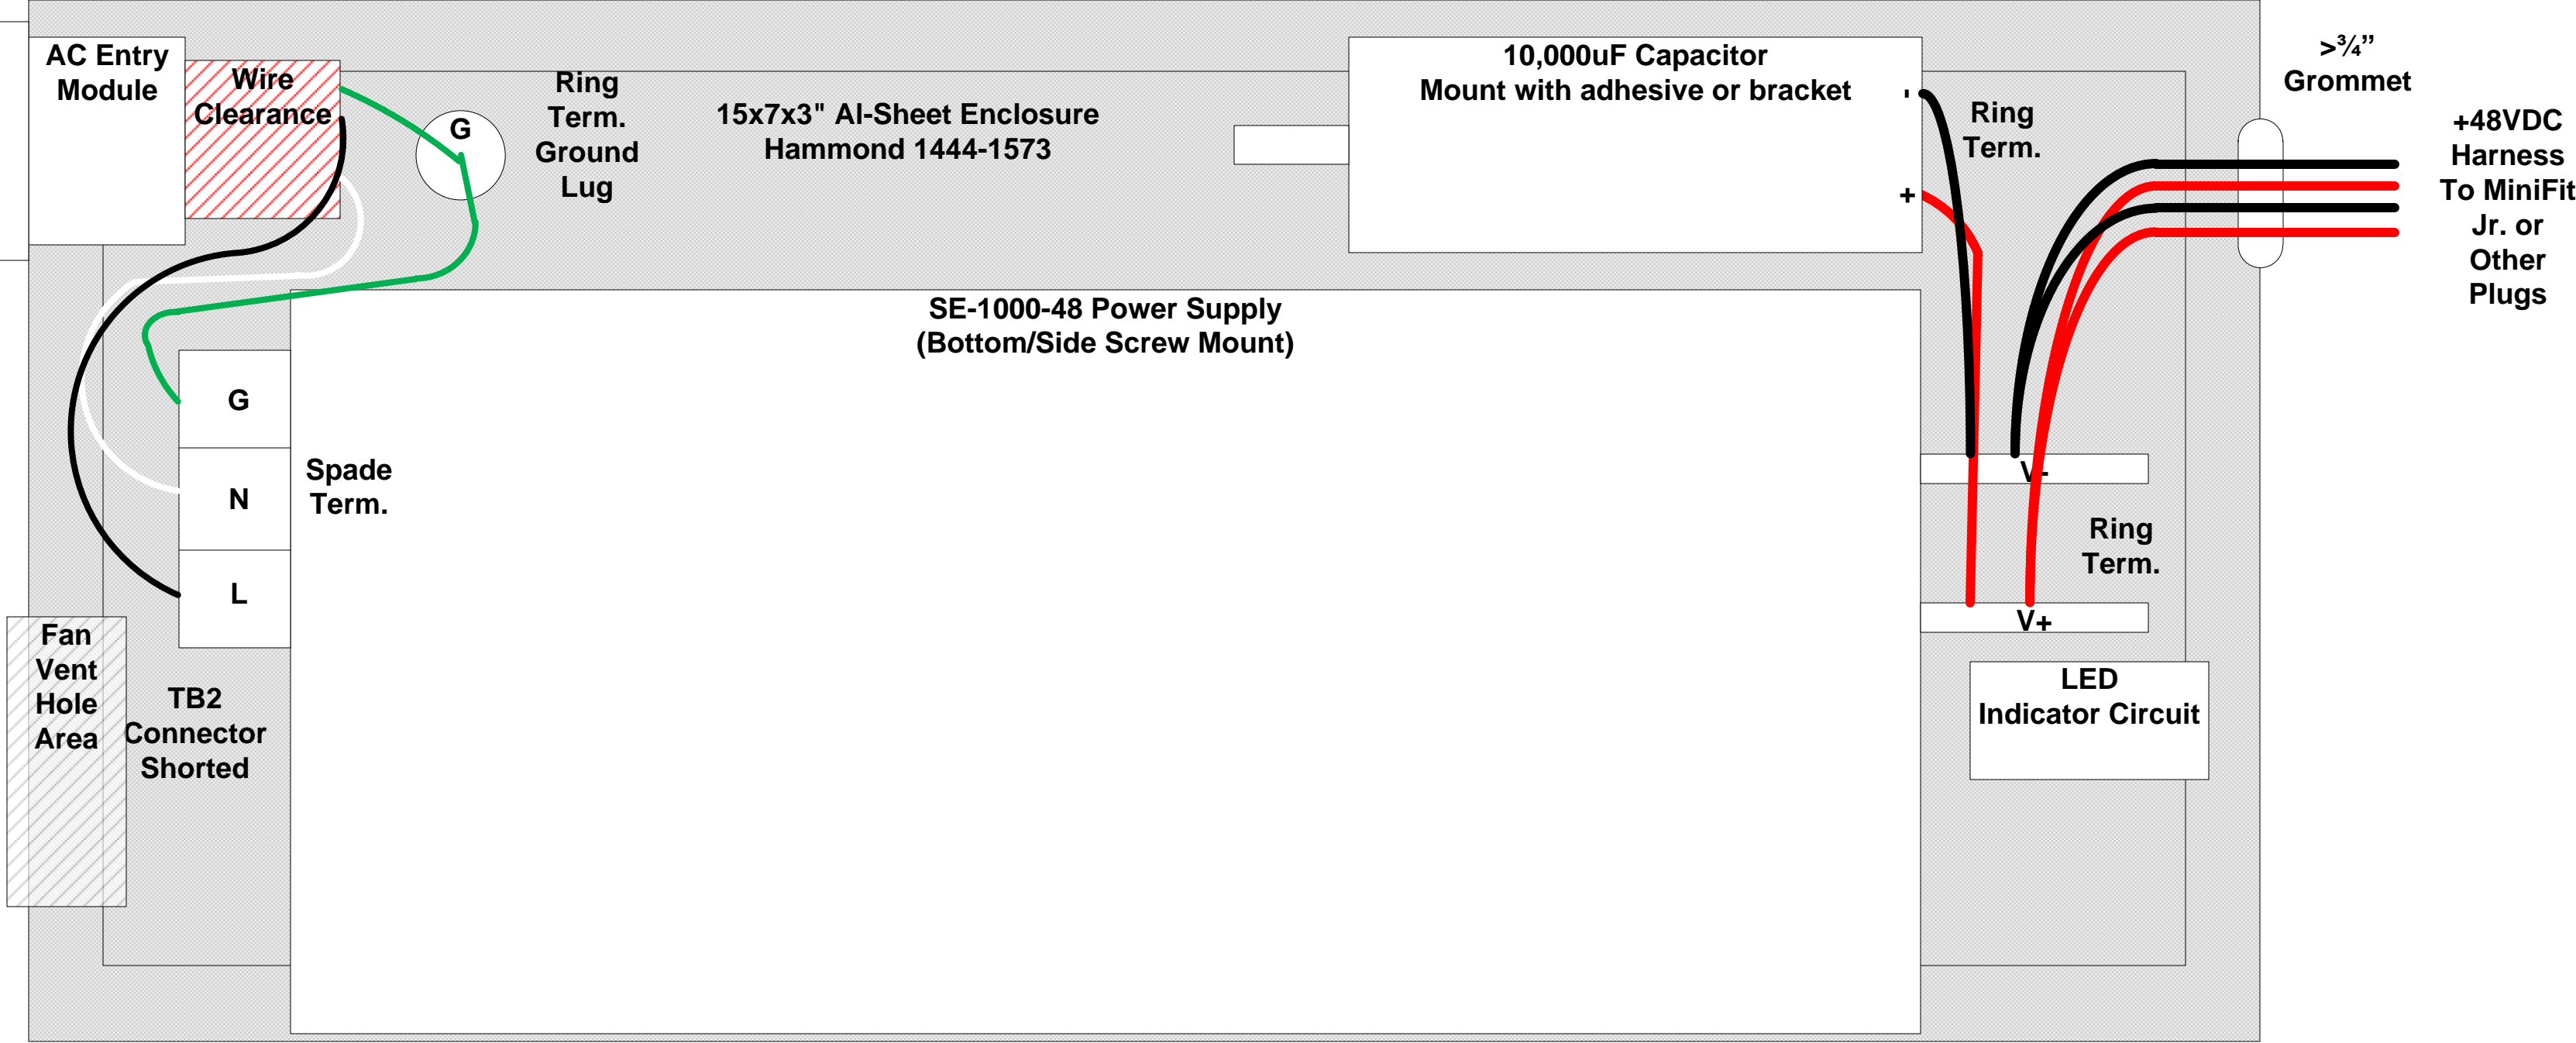 AC Entry
Module
Wire
Clearance
G
Ring
Term.
Ground
Lug
15x7x3" Al-Sheet Enclosure
Hammond 1444-1573
10,000uF Capacitor
Mount with adhesive or bracket
-
+
Ring
Term.
>¾”
Grommet
+48VDC
Harness
To MiniFit
Jr. or
Other
Plugs
SE-1000-48 Power Supply
(Bottom/Side Screw Mount)
G
N
L
Spade
Term.
V-
Ring
Term.
V+
LED
Indicator Circuit
Fan
Vent
Hole
Area
TB2
Connector
Shorted